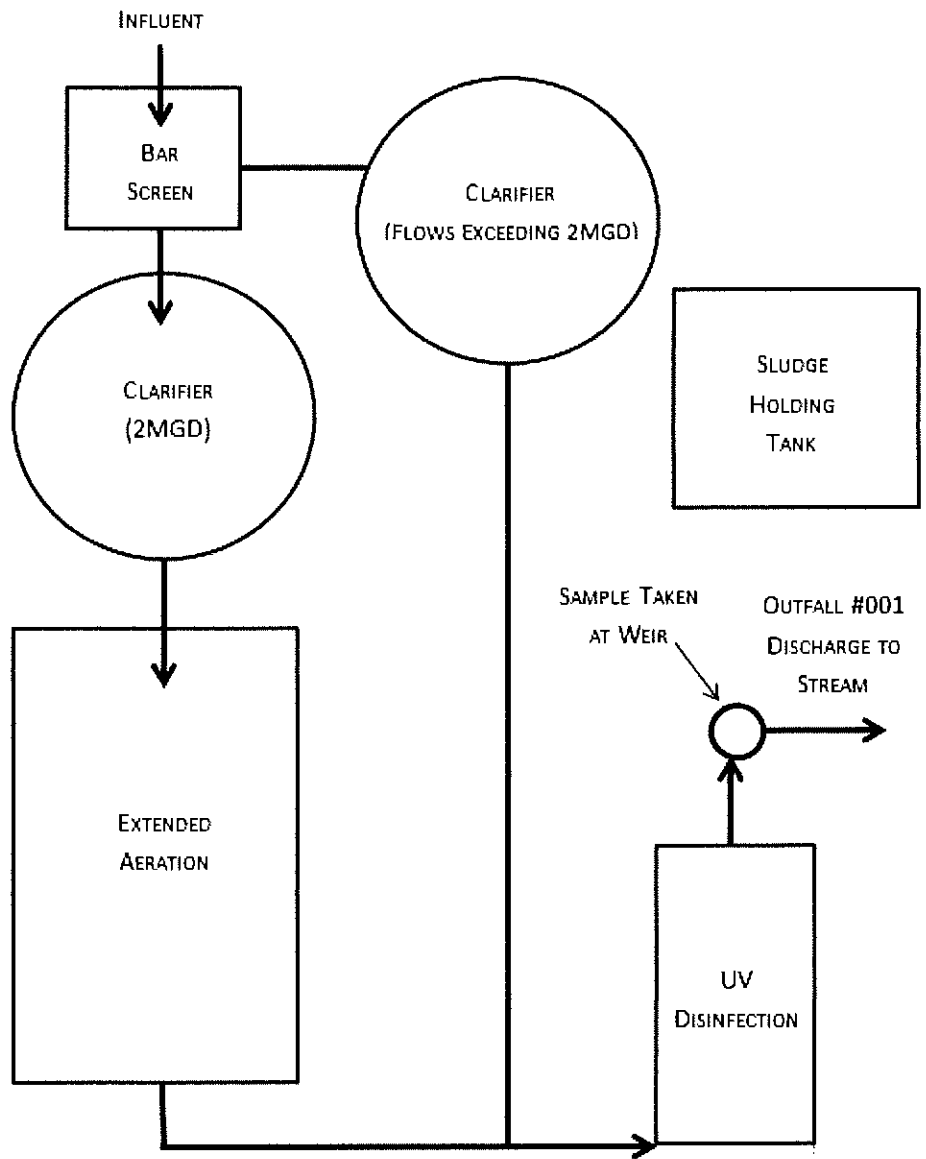 INFLUENT
BAR
SCREEN
CLARIFIER
(FLOWS EXCEEDING 2MGD)
CLARIFIER
(2MGD)
SLUDGE
HOLDING
TANK
SAMPLE TAKEN
AT WEIR
OUTFALL #001
DISCHARGE TO
STREAM
EXTENDED
AERATION
UV
DISINFECTION